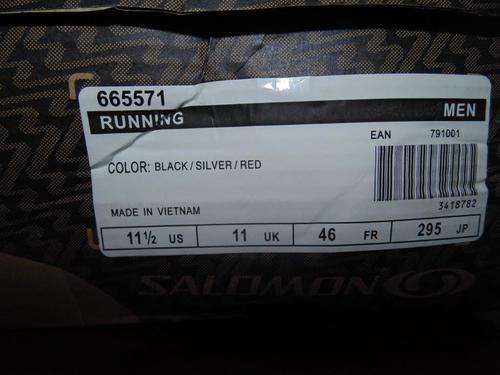 665571
RUNNING MEN
EAN 791001
COLOR: BLACK / SILVER / RED
3418782
MADE IN VIETNAM
11½ US 11 UK 46 FR 295 JP
SALOMON